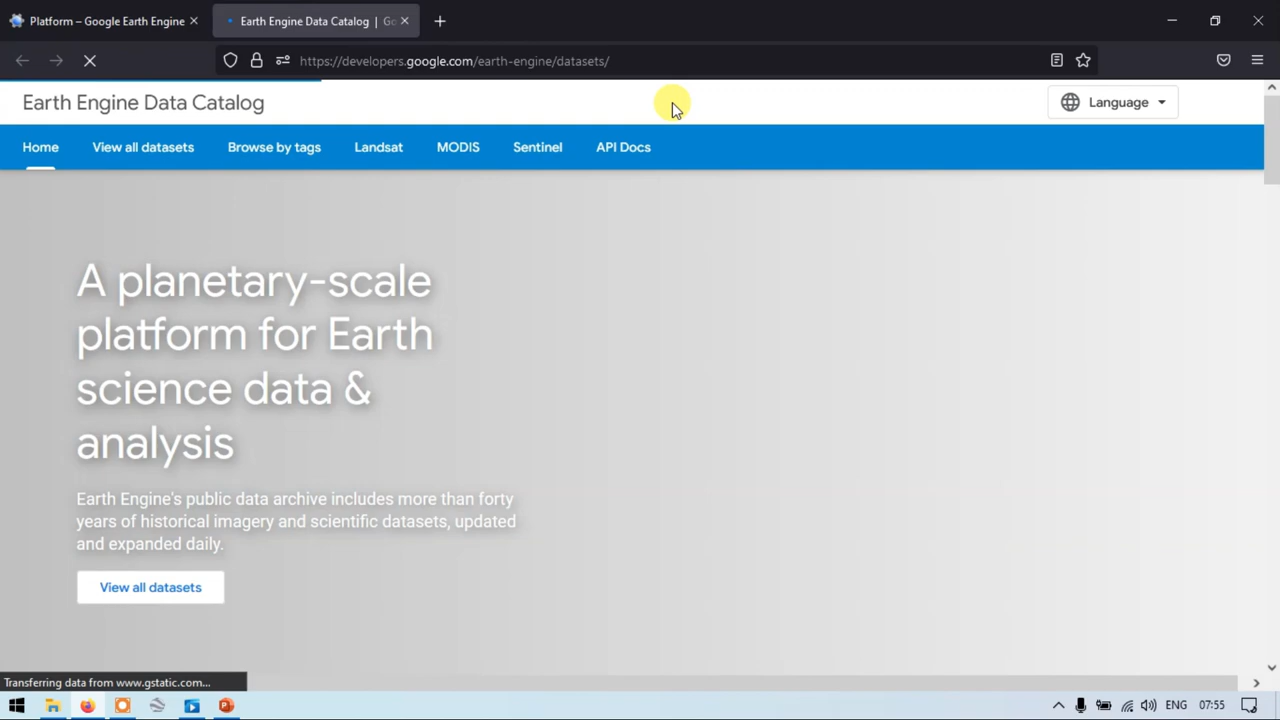 Platform – Google Earth Engine
Earth Engine Data Catalog | Go
https://developers.google.com/earth-engine/datasets/
Earth Engine Data Catalog
Language
Home
View all datasets
Browse by tags
Landsat
MODIS
Sentinel
API Docs
A planetary-scale
platform for Earth
science data &
analysis
Earth Engine's public data archive includes more than forty
years of historical imagery and scientific datasets, updated
and expanded daily.
View all datasets
Transferring data from www.gstatic.com...
ENG
07:55